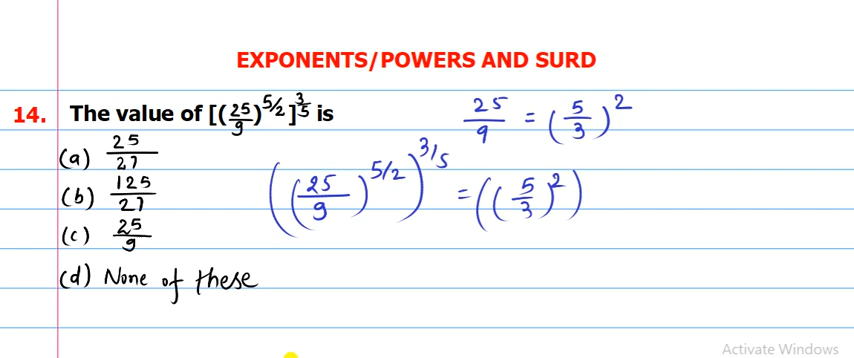 EXPONENTS/POWERS AND SURD
14. The value of [(25/9)^5/2]^3/5 is
25/9 = (5/3)^2
(a) 25/27
(b) 125/27
(c) 25/9
(d) None of these
((25/9)^5/2)^3/5 = ((5/3)^2)
Activate Windows